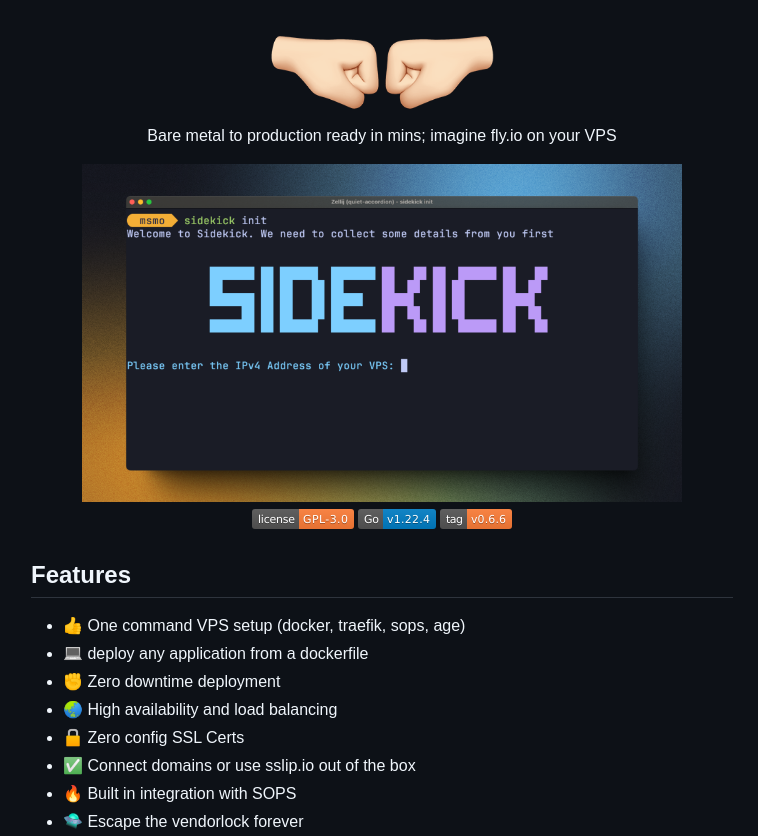 Bare metal to production ready in mins; imagine fly.io on your VPS
Zellij (quiet-accordion) - sidekick init
msmo sidekick init
Welcome to Sidekick. We need to collect some details from you first
SIDEKICK
Please enter the IPv4 Address of your VPS:
license GPL-3.0 Go v1.22.4 tag v0.6.6
Features
👍 One command VPS setup (docker, traefik, sops, age)
💻 deploy any application from a dockerfile
✊ Zero downtime deployment
🌏 High availability and load balancing
🔒 Zero config SSL Certs
✅ Connect domains or use sslip.io out of the box
🔥 Built in integration with SOPS
🛸 Escape the vendorlock forever